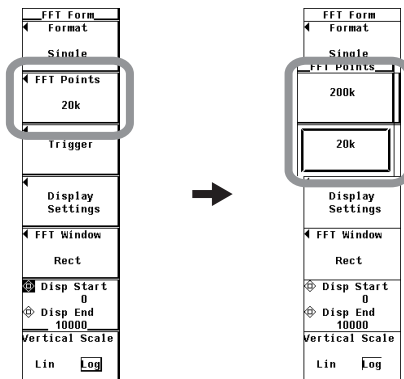 FFT Form
Format
Single
FFT Points
20k
Trigger
Display
Settings
FFT Window
Rect
Disp Start
0
Disp End
10000
Vertical Scale
Lin Log
FFT Form
Format
Single
FFT Points
200k
20k
Display
Settings
FFT Window
Rect
Disp Start
0
Disp End
10000
Vertical Scale
Lin Log